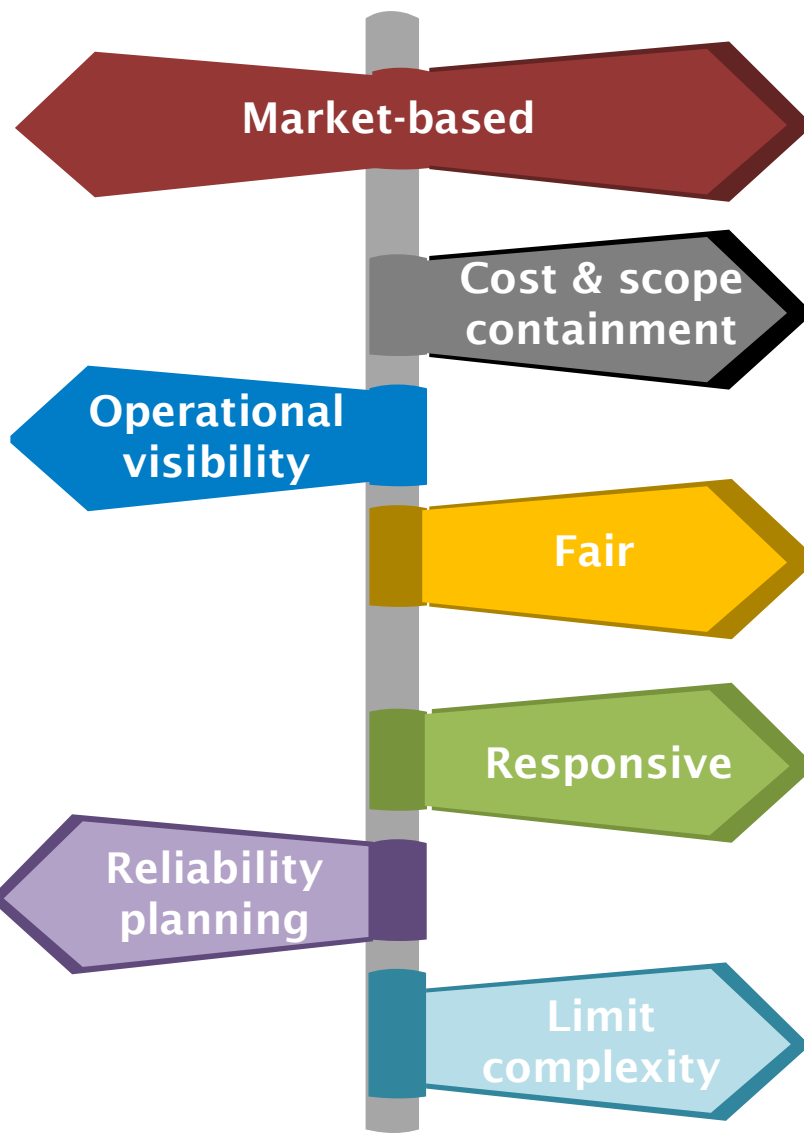 Market-based
Cost & scope
containment
Operational
visibility
Fair
Responsive
Reliability
planning
Limit
complexity